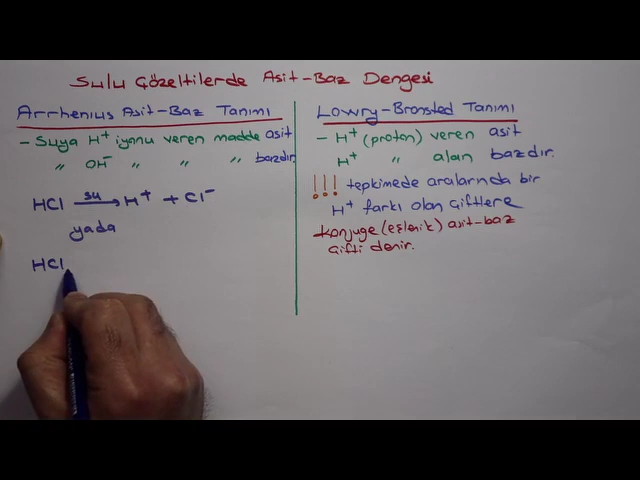 Sulu Çözeltilerde Asit-Baz Dengesi
Arrhenius Asit-Baz Tanımı
- Suya H⁺ iyonu veren madde asit
" OH⁻ " " " bazdır
HCl su→ H⁺ + Cl⁻
yada
HCl
Lowry-Bronsted Tanımı
- H⁺ (proton) veren asit
H⁺ " alan bazdır.
!!! tepkimede aralarında bir
H⁺ farkı olan çiftlere
Konjuge (eşlenik) asit-baz
çifti denir.